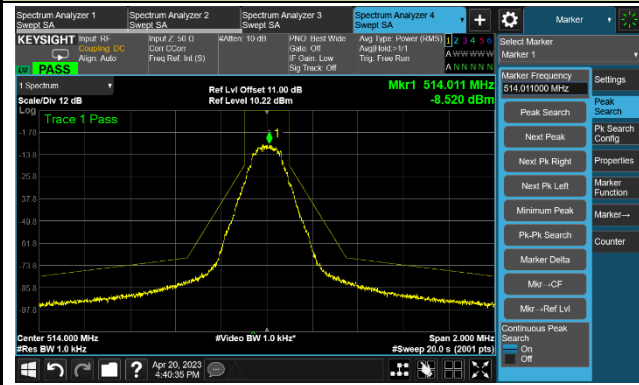 Spectrum Analyzer 1
Swept SA
Spectrum Analyzer 2
Swept SA
Spectrum Analyzer 3
Swept SA
Spectrum Analyzer 4
Swept SA
Marker
KEYSIGHT
Input: RF
Coupling: DC
Align: Auto
Input Z: 50 Ω
Corr CCorr
Freq Ref: Int (S)
#Atten: 10 dB
PNO: Best Wide
Gate: Off
IF Gain: Low
Sig Track: Off
Avg Type: Power (RMS)
Avg|Hold:>1/1
Trig: Free Run
1 2 3 4 5 6
A W W W W W
A N N N N N
LXI
PASS
Select Marker
Marker 1
1 Spectrum
Scale/Div 12 dB
Ref Lvl Offset 11.00 dB
Ref Level 10.22 dBm
Mkr1 514.011 MHz
-8.520 dBm
Log
Trace 1 Pass
1
-1.78
-13.8
-25.8
-37.8
-49.8
-61.8
-73.8
-85.8
-97.8
Center 514.000 MHz
#Res BW 1.0 kHz
#Video BW 1.0 kHz*
Span 2.000 MHz
#Sweep 20.0 s (2001 pts)
Marker Frequency
514.011000 MHz
Peak Search
Next Peak
Next Pk Right
Next Pk Left
Minimum Peak
Pk-Pk Search
Marker Delta
Mkr→CF
Mkr→Ref Lvl
Continuous Peak
Search
On
Off
Settings
Peak
Search
Pk Search
Config
Properties
Marker
Function
Marker→
Counter
?
Apr 20, 2023
4:40:35 PM